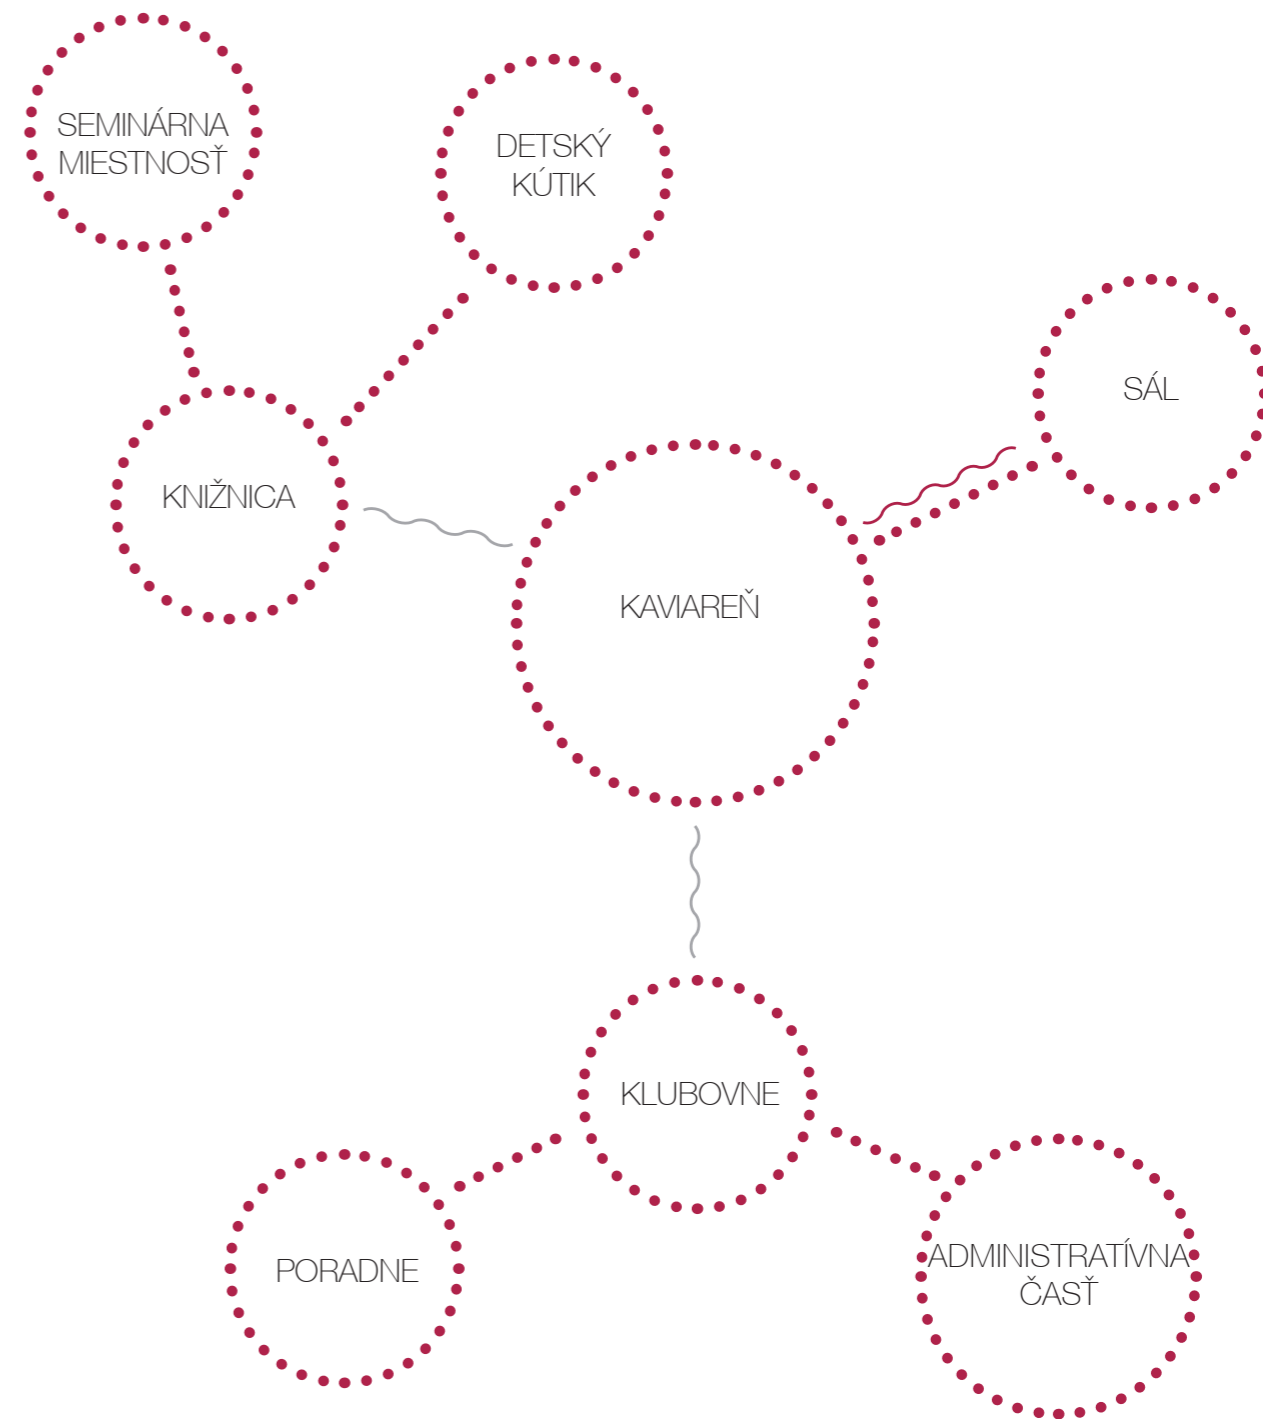 SEMINÁRNA
MIESTNOSŤ
DETSKÝ
KÚTIK
SÁL
KNIŽNICA
KAVIAREŇ
KLUBOVNE
PORADNE
ADMINISTRATÍVNA
ČASŤ